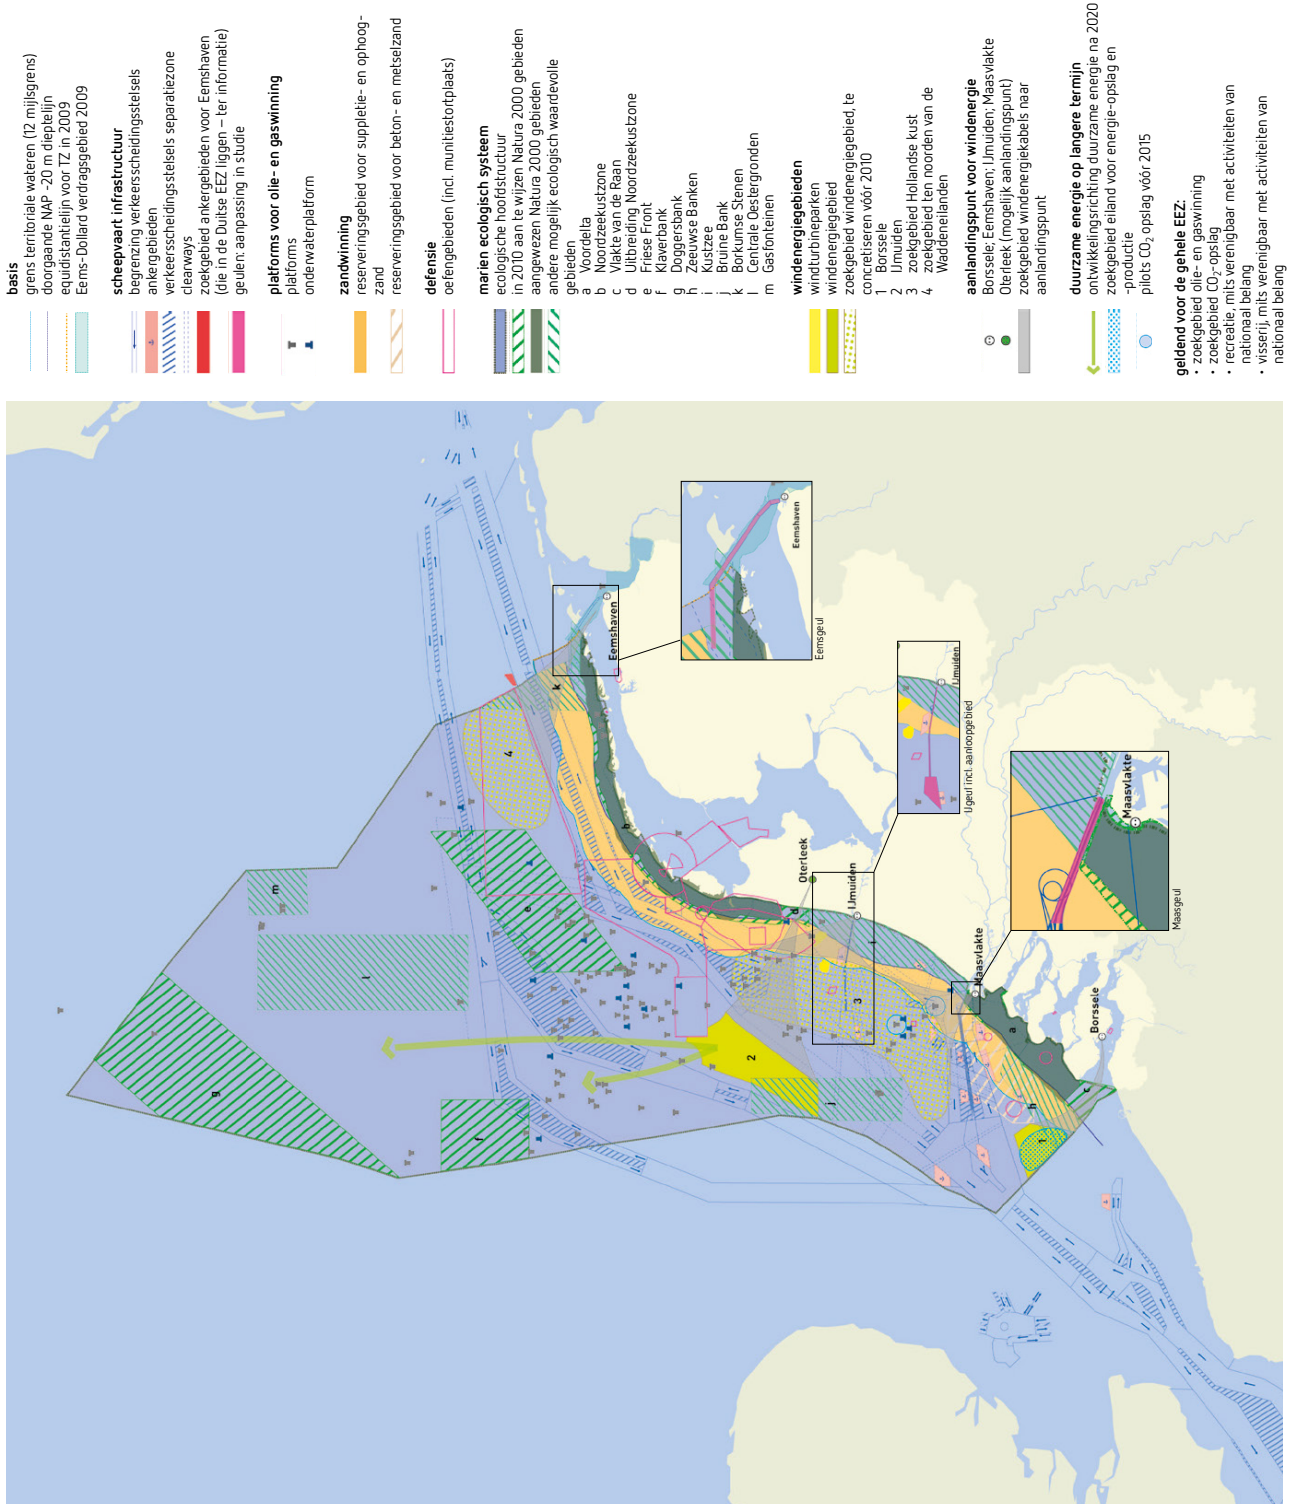 basis
grens territoriale wateren (12 mijlsgrens)
doorgaande NAP -20 m dieptelijn
equidistantielijn voor TZ in 2009
Eems-Dollard verdragsgebied 2009
scheepvaart infrastructuur
begrenzing verkeersscheidingsstelsels
ankergebieden
verkeersscheidingsstelsels separatiezone
clearways
zoekgebied ankergebieden voor Eemshaven
(die in de Duitse EEZ liggen – ter informatie)
geulen: aanpassing in studie
platforms voor olie- en gaswinning
platforms
onderwaterplatform
zandwinning
reserveringsgebied voor suppletie- en ophoog-
zand
reserveringsgebied voor beton- en metselzand
defensie
oefengebieden (incl. munitiestortplaats)
marien ecologisch systeem
ecologische hoofdstructuur
in 2010 aan te wijzen Natura 2000 gebieden
aangewezen Natura 2000 gebieden
andere mogelijk ecologisch waardevolle
gebieden
a Voordelta
b Noordzeekustzone
c Vlakte van de Raan
d Uitbreiding Noordzeekustzone
e Friese Front
f Klaverbank
g Doggersbank
h Zeeuwse Banken
i Kustzee
j Bruine Bank
k Borkumse Stenen
l Centrale Oestergronden
m Gasfonteinen
windenergiegebieden
windturbineparken
windenergiegebied
zoekgebied windenergiegebied, te
concretiseren vóór 2010
1 Borssele
2 IJmuiden
3 zoekgebied Hollandse kust
4 zoekgebied ten noorden van de
Waddeneilanden
aanlandingspunt voor windenergie
Borssele; Eemshaven; IJmuiden; Maasvlakte
Oterleek (mogelijk aanlandingspunt)
zoekgebied windenergiekabels naar
aanlandingspunt
duurzame energie op langere termijn
ontwikkelingsrichting duurzame energie na 2020
zoekgebied eiland voor energie-opslag en
-productie
pilots CO₂ opslag vóór 2015
geldend voor de gehele EEZ:
• zoekgebied olie- en gaswinning
• zoekgebied CO₂-opslag
• recreatie, mits verenigbaar met activiteiten van
nationaal belang
• visserij, mits verenigbaar met activiteiten van
nationaal belang
g
m
l
f
e
4
k
b
2
j
3
d
i
a
h
1
c
Eemshaven
Oterleek
IJmuiden
Maasvlakte
Borssele
Eemshaven
Eemsgeul
IJmuiden
IJgeul incl. aanloopgebied
Maasvlakte
Maasgeul